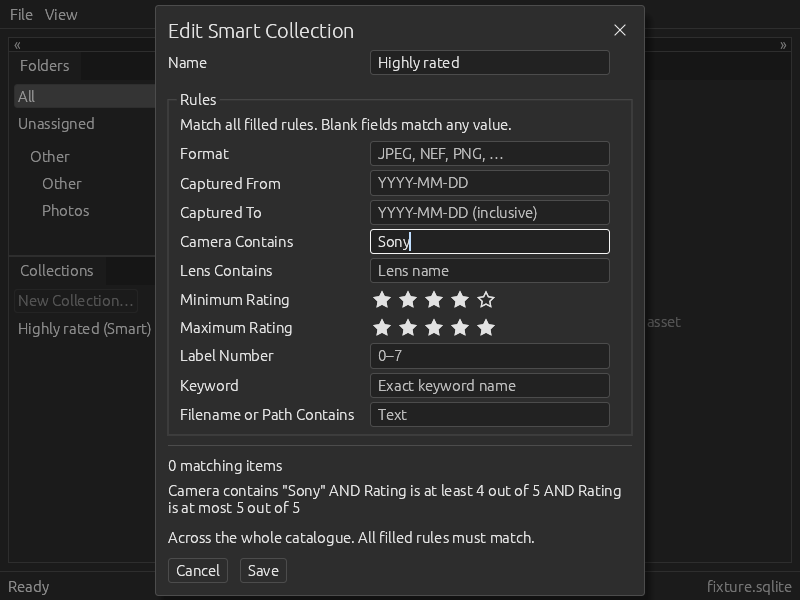 File View
Edit Smart Collection
Name Highly rated
« »
Folders
All
Unassigned
Other
Other
Photos
Rules
Match all filled rules. Blank fields match any value.
Format JPEG, NEF, PNG, …
Captured From YYYY-MM-DD
Captured To YYYY-MM-DD (inclusive)
Camera Contains Sony
Lens Contains Lens name
Minimum Rating
Maximum Rating
Label Number 0–7
Keyword Exact keyword name
Filename or Path Contains Text
Collections
New Collection…
Highly rated (Smart)
asset
0 matching items
Camera contains "Sony" AND Rating is at least 4 out of 5 AND Rating
is at most 5 out of 5
Across the whole catalogue. All filled rules must match.
Cancel Save
Ready fixture.sqlite